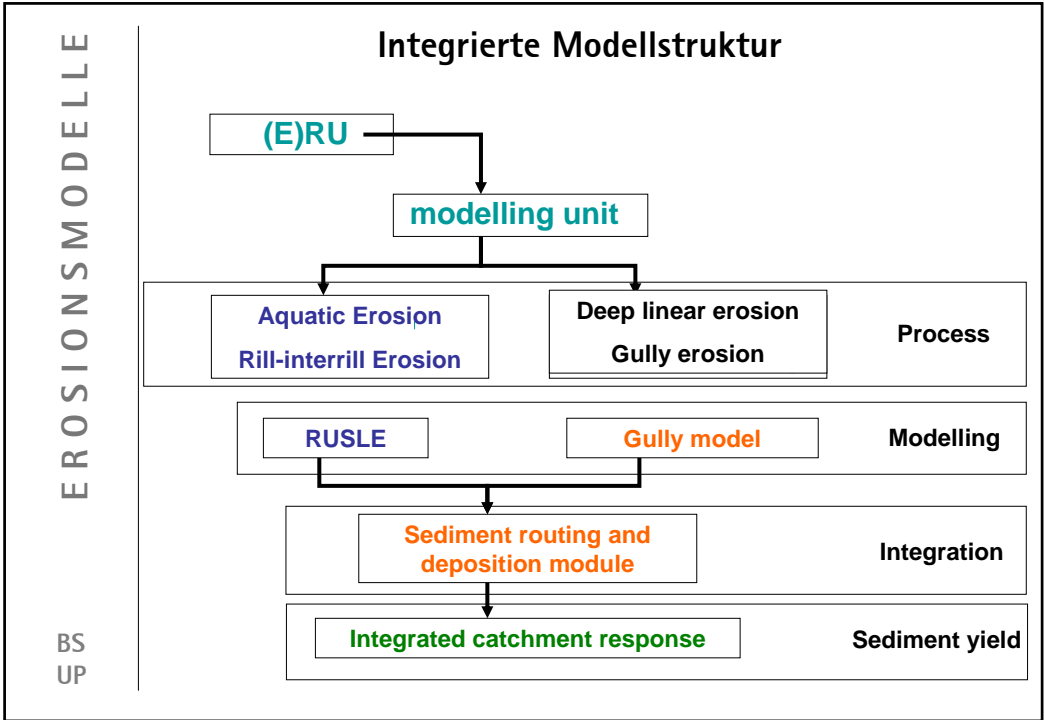 EROSIONSMODELLE
BS
UP
Integrierte Modellstruktur
(E)RU
modelling unit
Aquatic Erosion
Rill-interrill Erosion
Deep linear erosion
Gully erosion
Process
RUSLE
Gully model
Modelling
Sediment routing and
deposition module
Integration
Integrated catchment response
Sediment yield